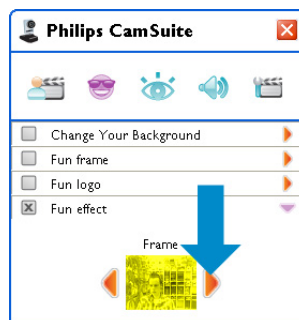 Philips CamSuite
Change Your Background
Fun frame
Fun logo
Fun effect
Frame